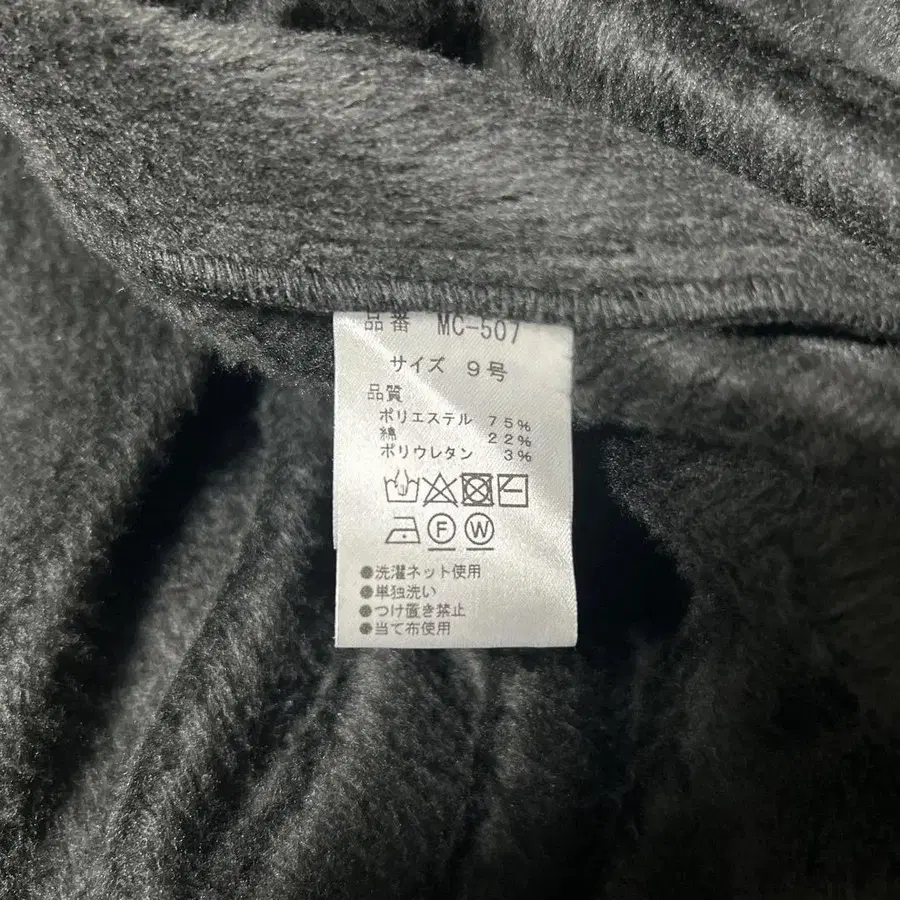 品番 MC-507
サイズ 9号
品質
ポリエステル 75%
綿 22%
ポリウレタン 3%
F W
●洗濯ネット使用
●単独洗い
●つけ置き禁止
●当て布使用